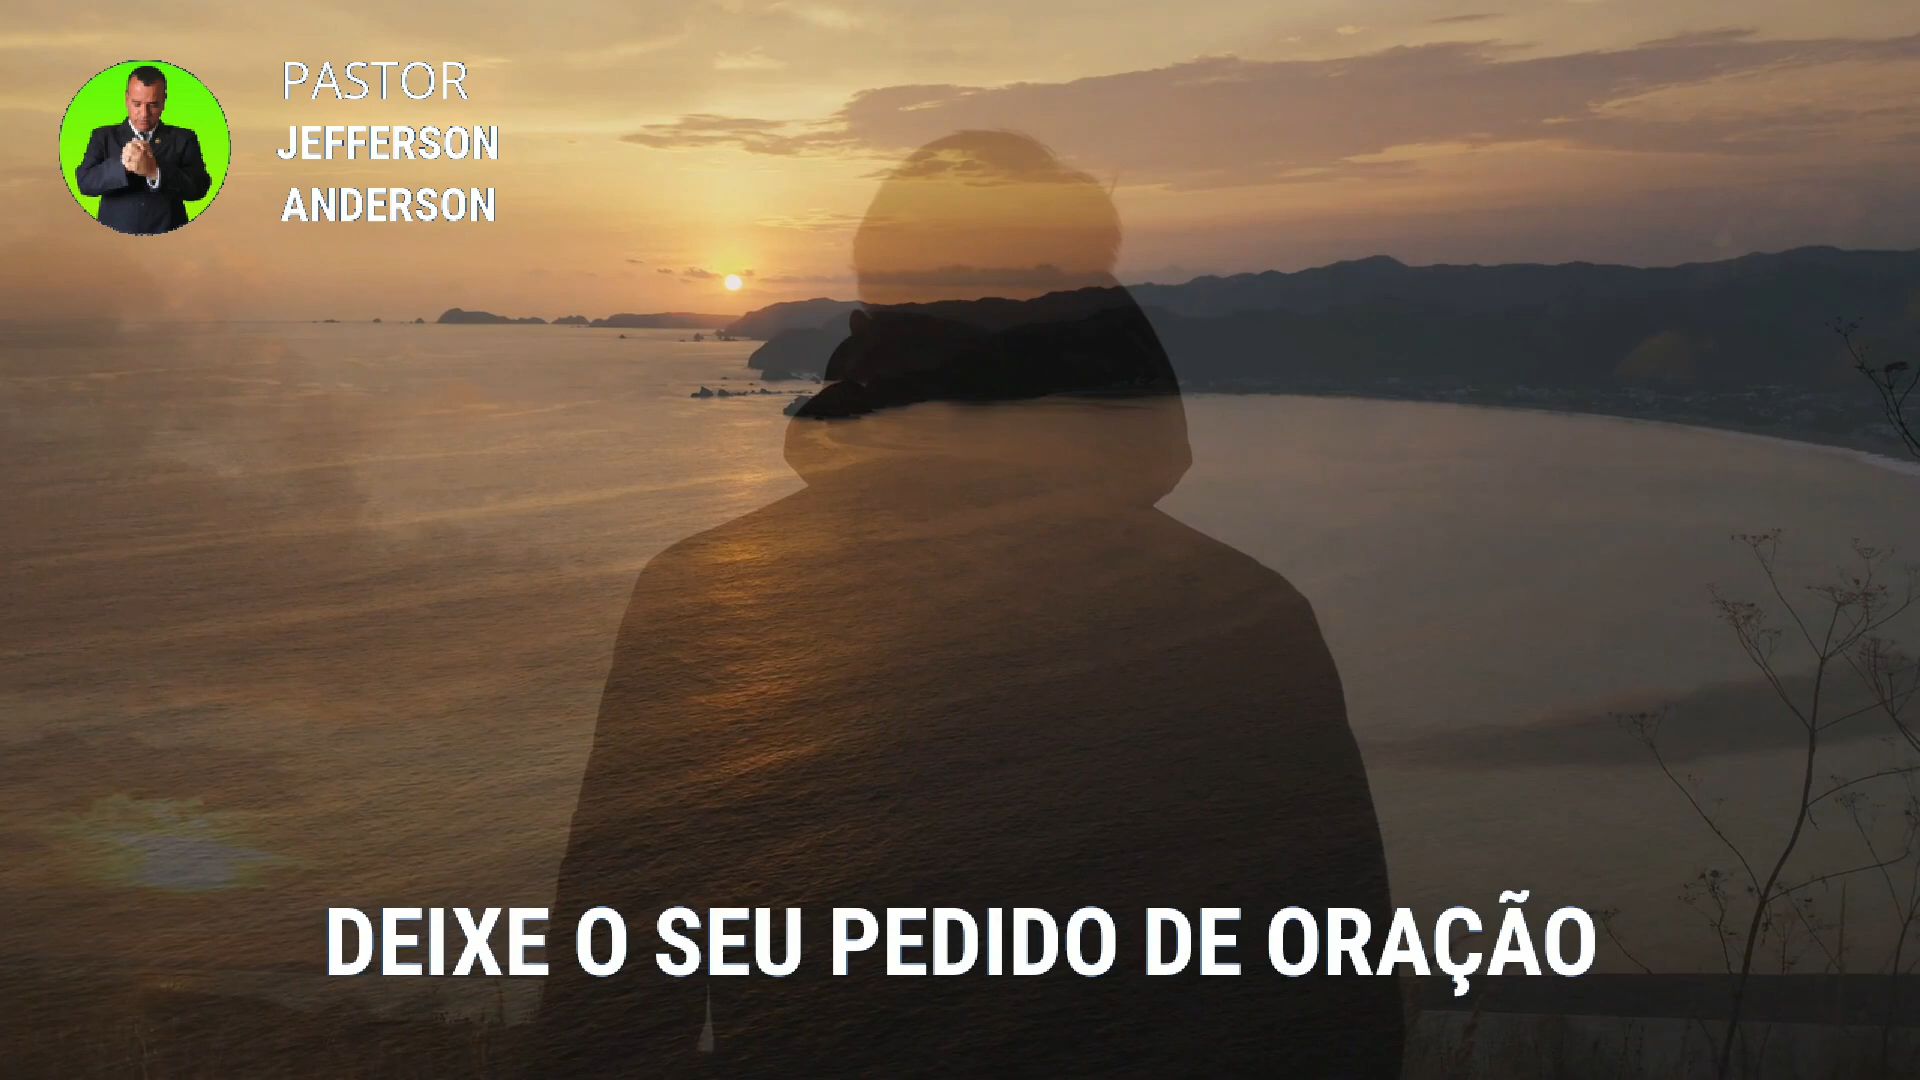 PASTOR
JEFFERSON
ANDERSON
DEIXE O SEU PEDIDO DE ORAÇÃO